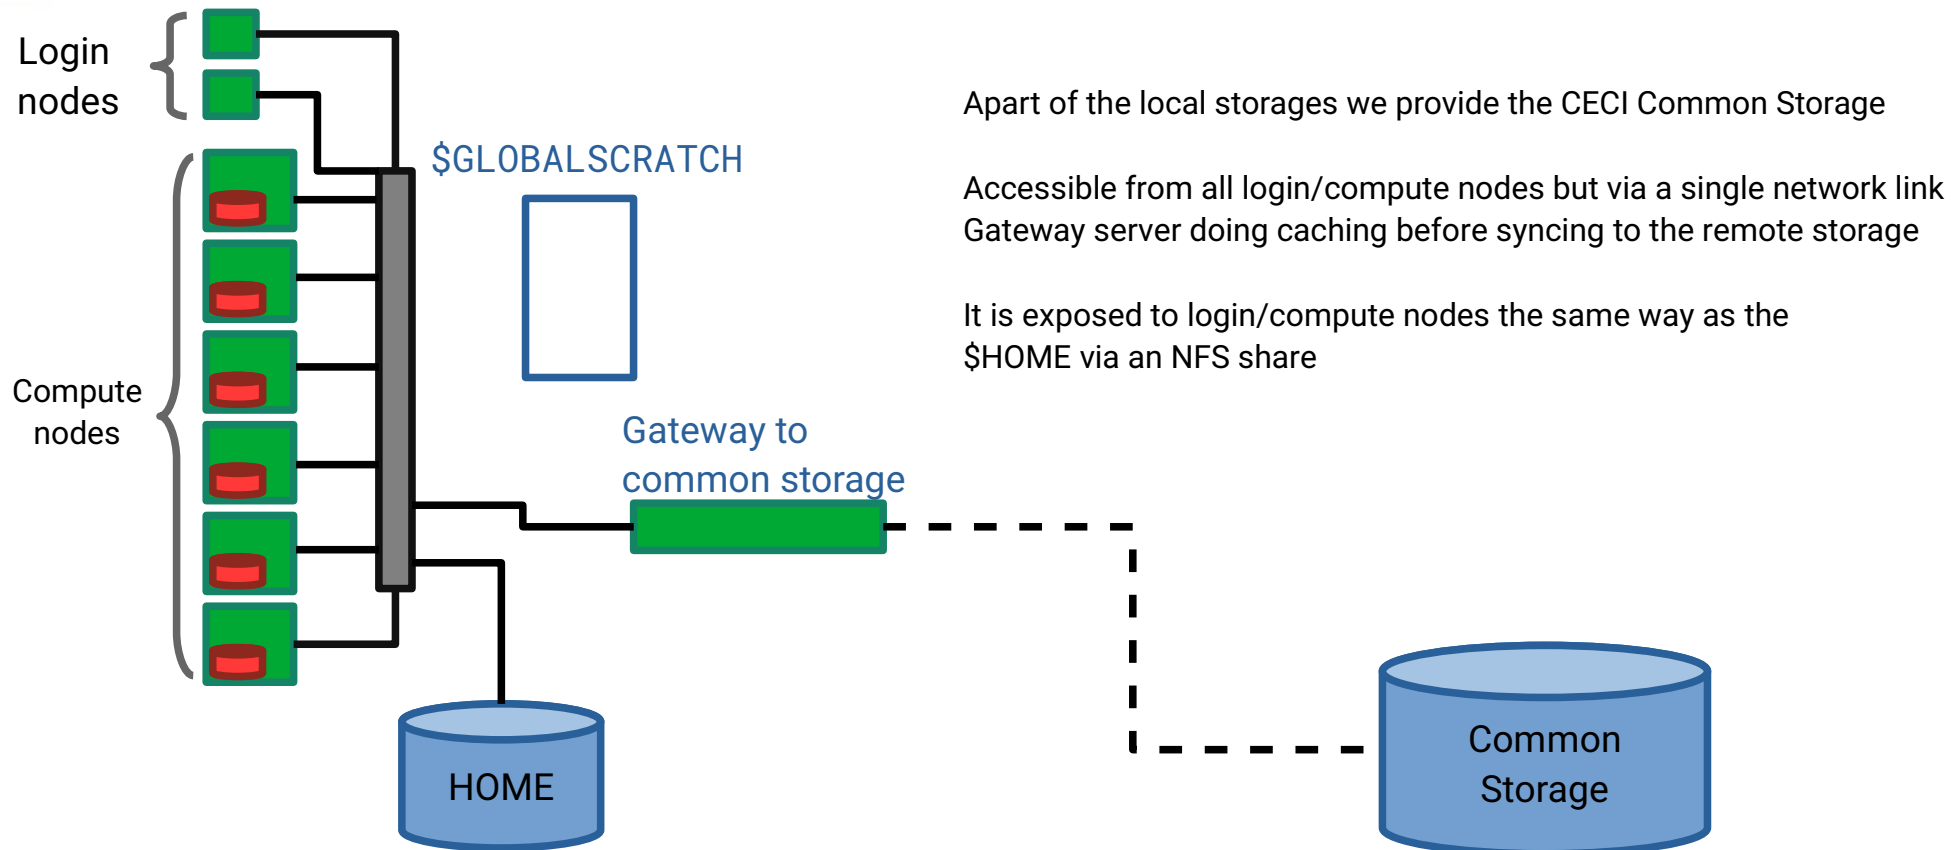 Login
nodes
$GLOBALSCRATCH
Compute
nodes
Gateway to
common storage
HOME
Common
Storage
Apart of the local storages we provide the CECI Common Storage
Accessible from all login/compute nodes but via a single network link
Gateway server doing caching before syncing to the remote storage
It is exposed to login/compute nodes the same way as the
$HOME via an NFS share